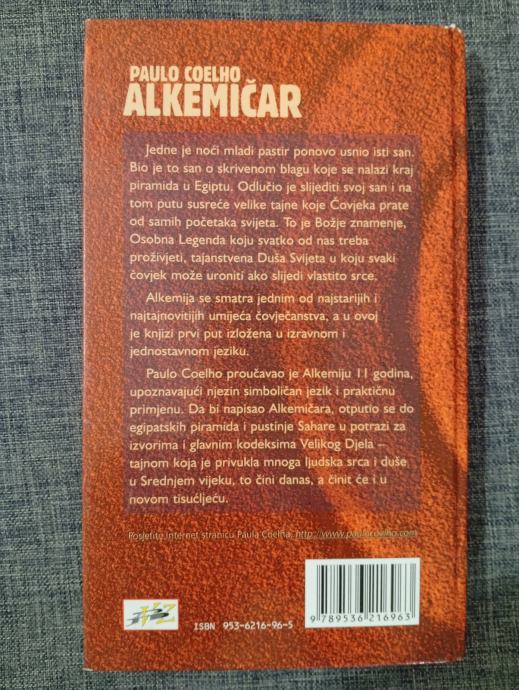 PAULO COELHO
ALKEMIČAR
Jedne je noći mladi pastir ponovo usnio isti san.
Bio je to san o skrivenom blagu koje se nalazi kraj
piramida u Egiptu. Odlučio je slijediti svoj san i na
tom putu susreće velike tajne koje Čovjeka prate
od samih početaka svijeta. To je Božje znamenje,
Osobna Legenda koju svatko od nas treba
proživjeti, tajanstvena Duša Svijeta u koju svaki
čovjek može uroniti ako slijedi vlastito srce.
Alkemija se smatra jednim od najstarijih i
najtajnovitijih umijeća čovječanstva, a u ovoj
je knjizi prvi put izložena u izravnom i
jednostavnom jeziku.
Paulo Coelho proučavao je Alkemiju 11 godina,
upoznavajući njezin simboličan jezik i praktičnu
primjenu. Da bi napisao Alkemičara, otputio se do
egipatskih piramida i pustinje Sahare u potrazi za
izvorima i glavnim kodeksima Velikog Djela –
tajnom koja je privukla mnoga ljudska srca i duše
u Srednjem vijeku, to čini danas, a činit će i u
novom tisućljeću.
Posjetite Internet stranicu Paula Coelha: http://www.paulocoelho.com
ISBN 953-6216-96-5
9 789536 216963